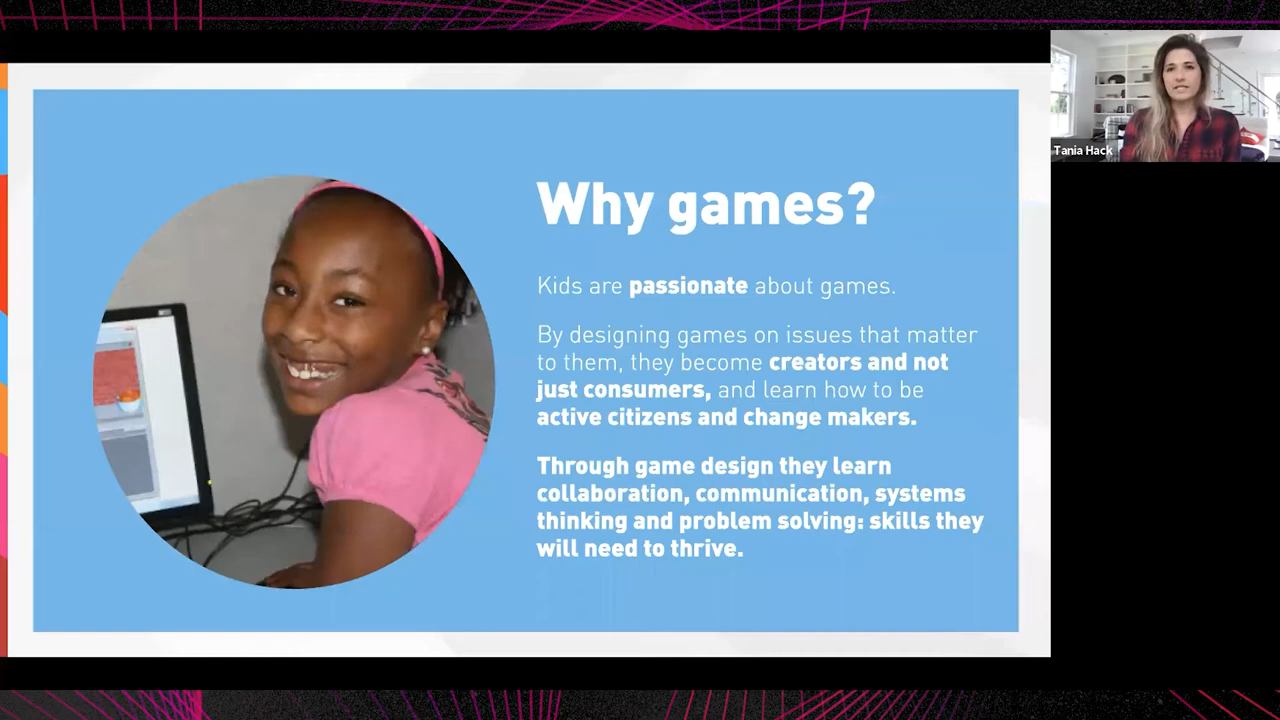 Why games?
Kids are passionate about games.
By designing games on issues that matter
to them, they become creators and not
just consumers, and learn how to be
active citizens and change makers.
Through game design they learn
collaboration, communication, systems
thinking and problem solving: skills they
will need to thrive.
Tania Hack